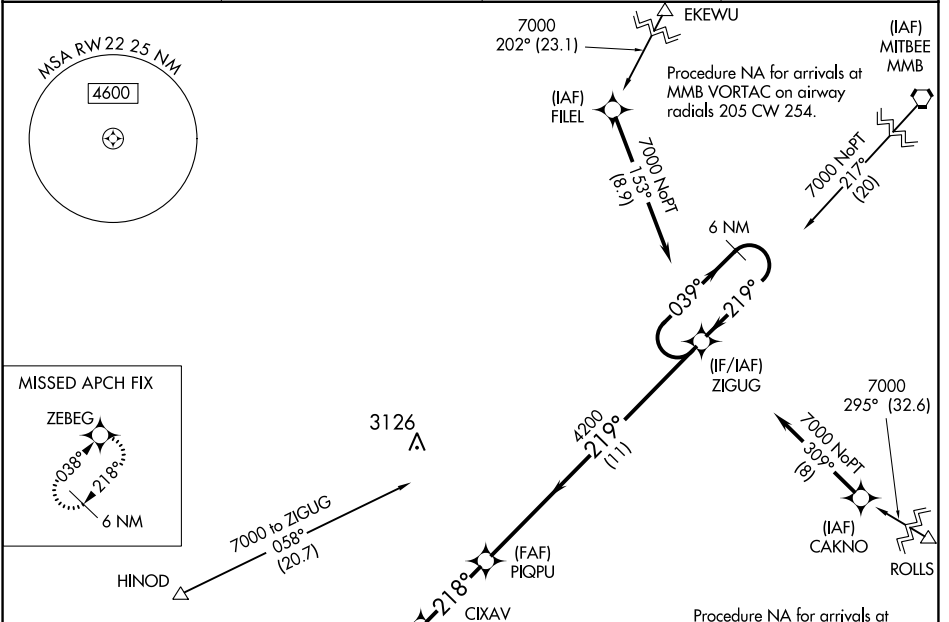 MSA RW 22 25 NM
4600
7000
202° (23.1)
EKEWU
(IAF)
MITBEE
MMB
Procedure NA for arrivals at
MMB VORTAC on airway
radials 205 CW 254.
(IAF)
FILEL
7000 NoPT
153°
(8.9)
7000 NoPT
217°
(20)
6 NM
039°
219°
(IF/IAF)
ZIGUG
MISSED APCH FIX
ZEBEG
038°
218°
6 NM
3126
4200
219°
(11)
7000
295° (32.6)
7000 NoPT
309°
(8)
(IAF)
CAKNO
ROLLS
7000 to ZIGUG
058°
(20.7)
HINOD
(FAF)
PIQPU
218°
CIXAV
Procedure NA for arrivals at